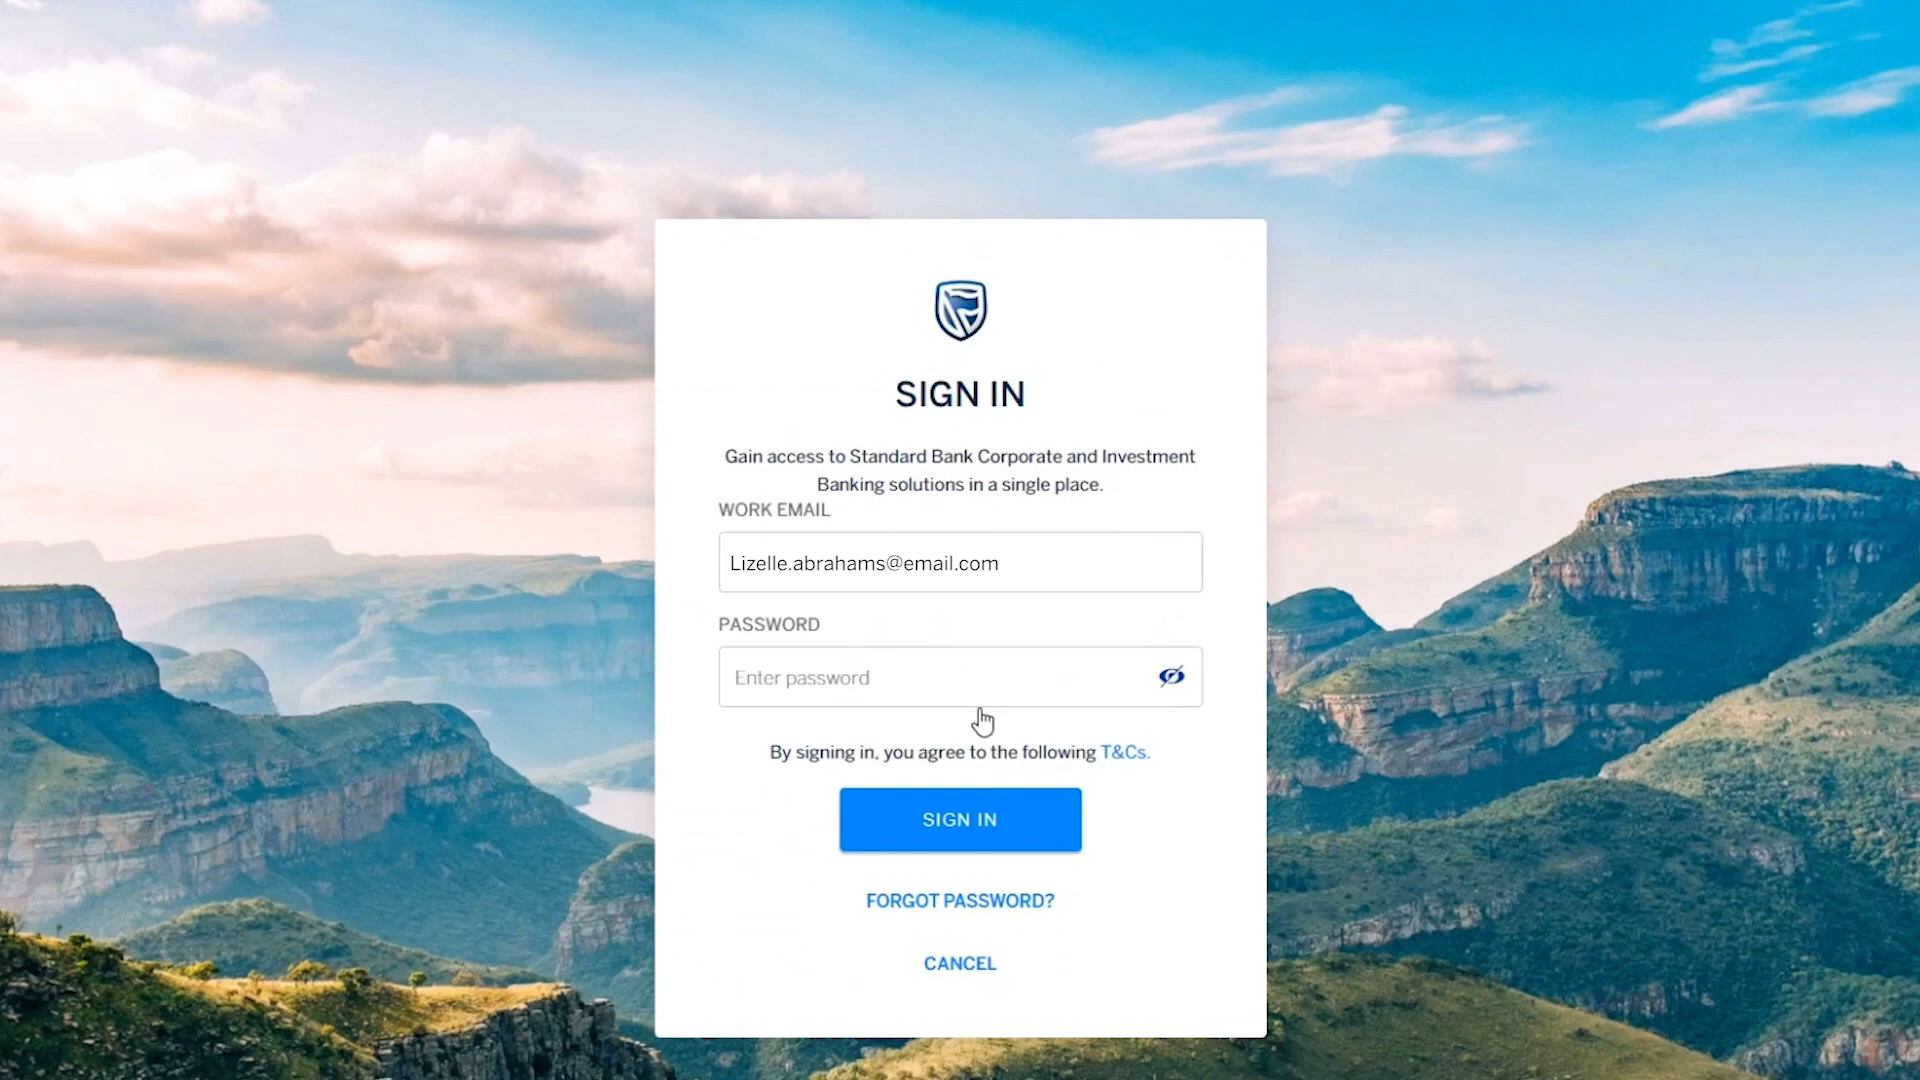 SIGN IN
Gain access to Standard Bank Corporate and Investment
Banking solutions in a single place.
WORK EMAIL
Lizelle.abrahams@email.com
PASSWORD
Enter password
By signing in, you agree to the following T&Cs.
SIGN IN
FORGOT PASSWORD?
CANCEL